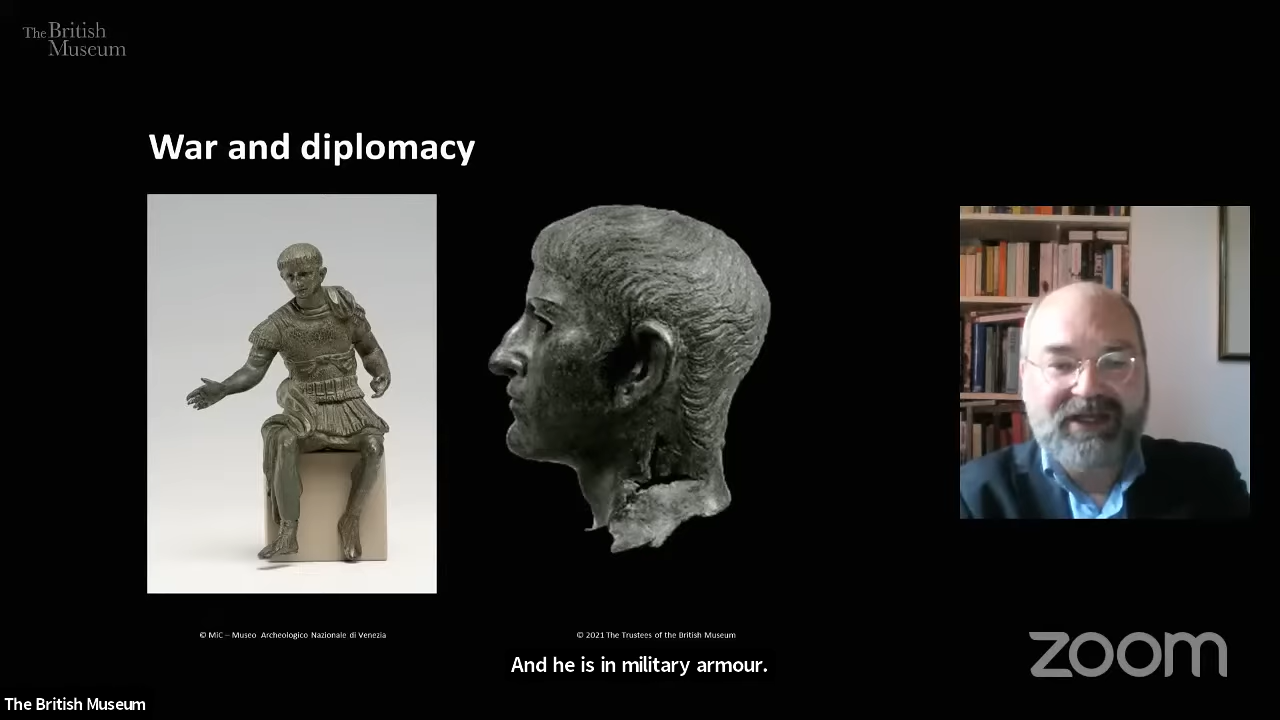 The British
Museum
War and diplomacy
© MiC – Museo Archeologico Nazionale di Venezia
© 2021 The Trustees of the British Museum
And he is in military armour.
zoom
The British Museum